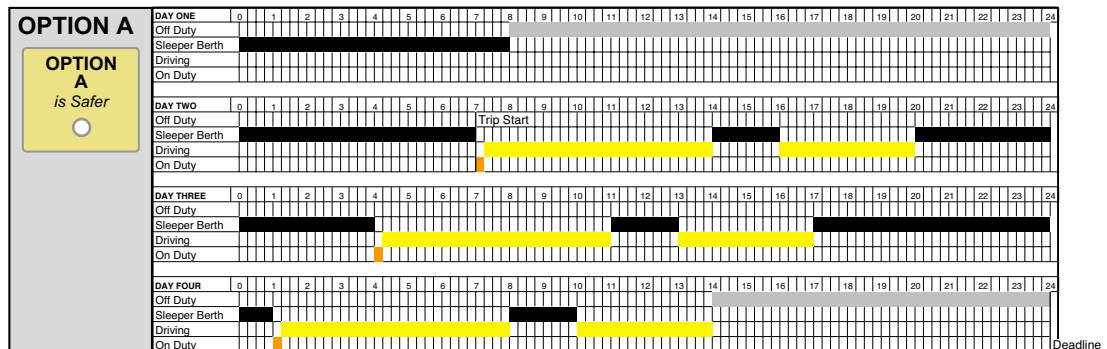 OPTION A
OPTION
A
is Safer
DAY ONE 0 1 2 3 4 5 6 7 8 9 10 11 12 13 14 15 16 17 18 19 20 21 22 23 24
Off Duty
Sleeper Berth
Driving
On Duty
DAY TWO 0 1 2 3 4 5 6 7 8 9 10 11 12 13 14 15 16 17 18 19 20 21 22 23 24
Off Duty Trip Start
Sleeper Berth
Driving
On Duty
DAY THREE 0 1 2 3 4 5 6 7 8 9 10 11 12 13 14 15 16 17 18 19 20 21 22 23 24
Off Duty
Sleeper Berth
Driving
On Duty
DAY FOUR 0 1 2 3 4 5 6 7 8 9 10 11 12 13 14 15 16 17 18 19 20 21 22 23 24
Off Duty
Sleeper Berth
Driving
On Duty Deadline